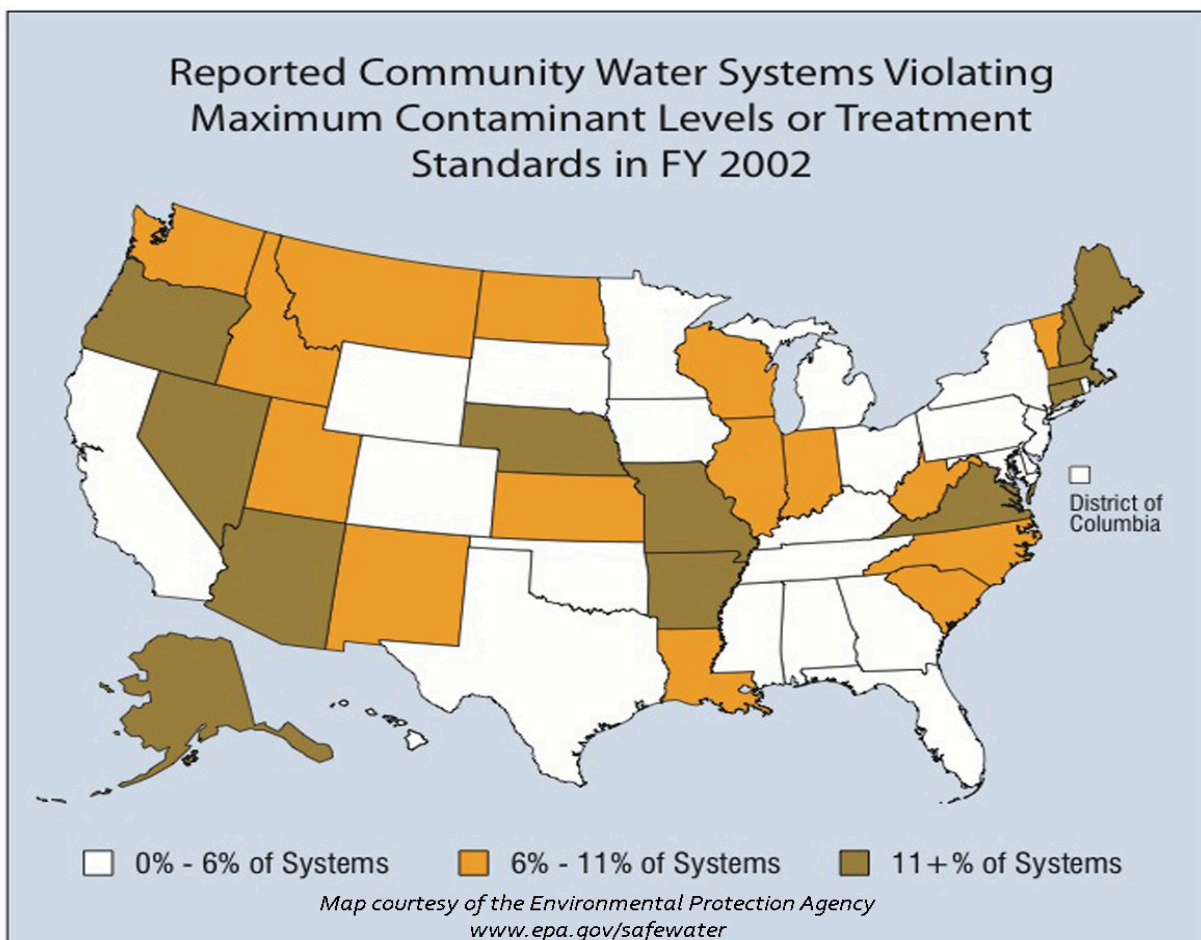 Reported Community Water Systems Violating
Maximum Contaminant Levels or Treatment
Standards in FY 2002
District of
Columbia
0% - 6% of Systems
6% - 11% of Systems
11+% of Systems
Map courtesy of the Environmental Protection Agency
www.epa.gov/safewater